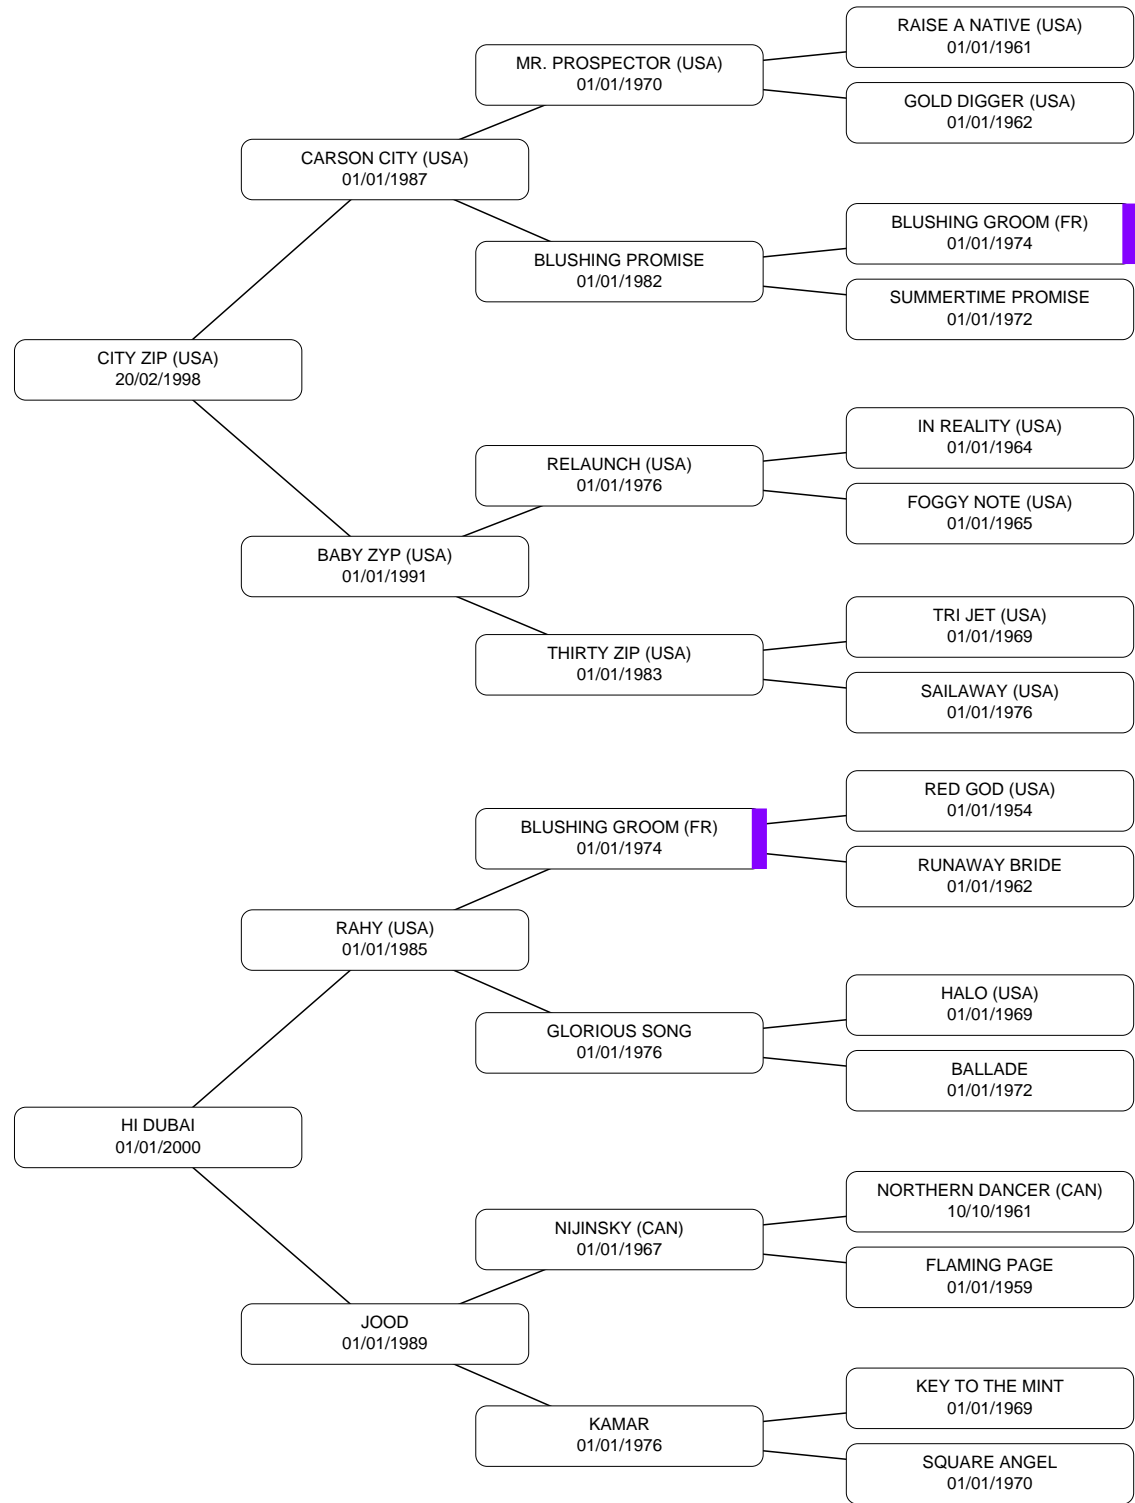 RAISE A NATIVE (USA)
01/01/1961
MR. PROSPECTOR (USA)
01/01/1970
GOLD DIGGER (USA)
01/01/1962
CARSON CITY (USA)
01/01/1987
BLUSHING GROOM (FR)
01/01/1974
BLUSHING PROMISE
01/01/1982
SUMMERTIME PROMISE
01/01/1972
CITY ZIP (USA)
20/02/1998
IN REALITY (USA)
01/01/1964
RELAUNCH (USA)
01/01/1976
FOGGY NOTE (USA)
01/01/1965
BABY ZYP (USA)
01/01/1991
TRI JET (USA)
01/01/1969
THIRTY ZIP (USA)
01/01/1983
SAILAWAY (USA)
01/01/1976
RED GOD (USA)
01/01/1954
BLUSHING GROOM (FR)
01/01/1974
RUNAWAY BRIDE
01/01/1962
RAHY (USA)
01/01/1985
HALO (USA)
01/01/1969
GLORIOUS SONG
01/01/1976
BALLADE
01/01/1972
HI DUBAI
01/01/2000
NORTHERN DANCER (CAN)
10/10/1961
NIJINSKY (CAN)
01/01/1967
FLAMING PAGE
01/01/1959
JOOD
01/01/1989
KEY TO THE MINT
01/01/1969
KAMAR
01/01/1976
SQUARE ANGEL
01/01/1970